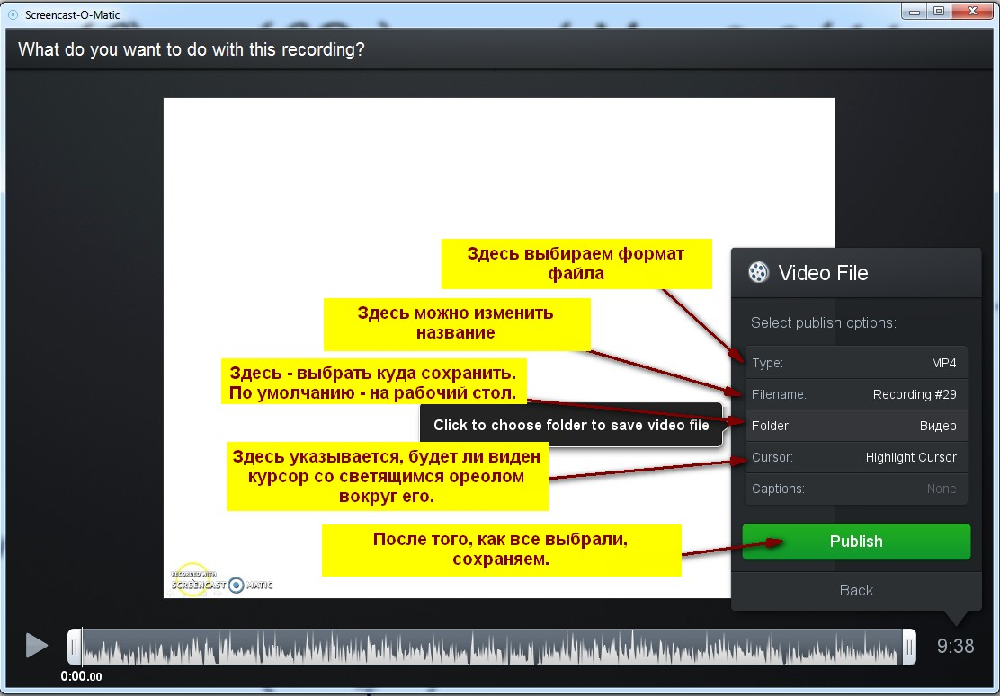 Screencast-O-Matic
What do you want to do with this recording?
Здесь выбираем формат
файла
Video File
Здесь можно изменить
название
Select publish options:
Type: MP4
Здесь - выбрать куда сохранить.
По умолчанию - на рабочий стол.
Filename: Recording #29
Click to choose folder to save video file
Folder: Видео
Здесь указывается, будет ли виден
курсор со светящимся ореолом
вокруг его.
Cursor: Highlight Cursor
Captions: None
После того, как все выбрали,
сохраняем.
Publish
RECORDED WITH
SCREENCAST MATIC
Back
9:38
0:00.00